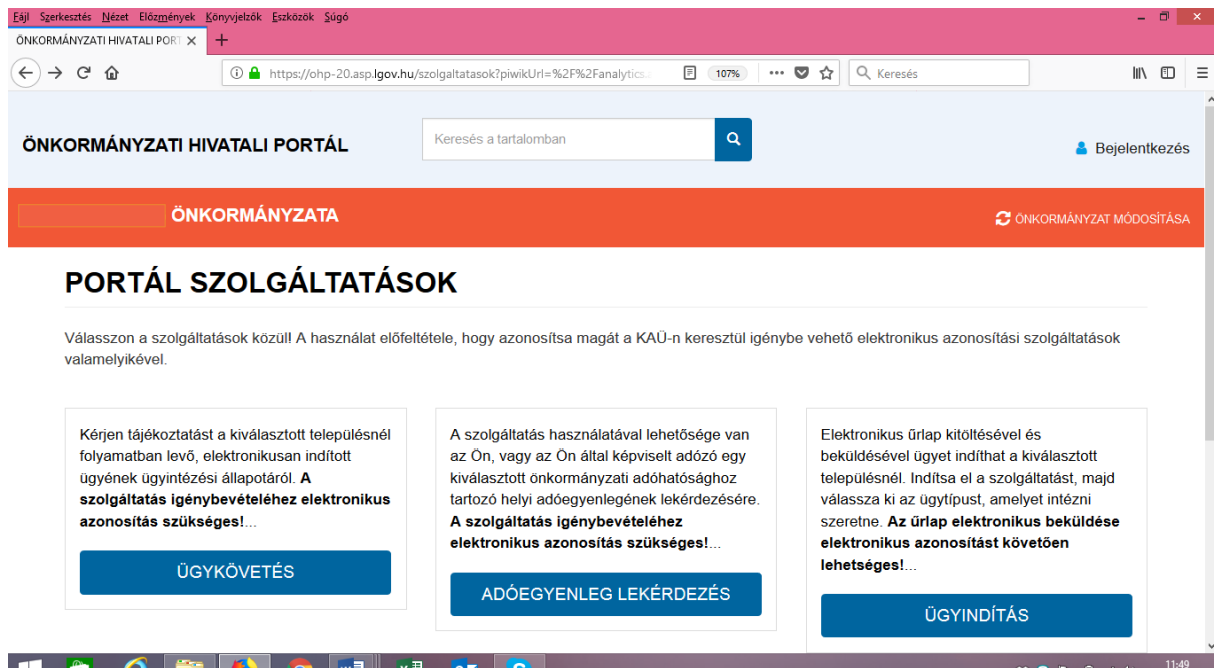 Fájl Szerkesztés Nézet Előzmények Könyvjelzők Eszközök Súgó
ÖNKORMÁNYZATI HIVATALI PORT
https://ohp-20.asp.lgov.hu/szolgaltatasok?piwikUrl=%2F%2Fanalytics.
107%
Keresés
ÖNKORMÁNYZATI HIVATALI PORTÁL
Keresés a tartalomban
Bejelentkezés
ÖNKORMÁNYZATA
ÖNKORMÁNYZAT MÓDOSÍTÁSA
PORTÁL SZOLGÁLTATÁSOK
Válasszon a szolgáltatások közül! A használat előfeltétele, hogy azonosítsa magát a KAÜ-n keresztül igénybe vehető elektronikus azonosítási szolgáltatások
valamelyikével.
Kérjen tájékoztatást a kiválasztott településnél
folyamatban levő, elektronikusan indított
ügyének ügyintézési állapotáról. A
szolgáltatás igénybevételéhez elektronikus
azonosítás szükséges!...
ÜGYKÖVETÉS
A szolgáltatás használatával lehetősége van
az Ön, vagy az Ön által képviselt adózó egy
kiválasztott önkormányzati adóhatósághoz
tartozó helyi adóegyenlegének lekérdezésére.
A szolgáltatás igénybevételéhez
elektronikus azonosítás szükséges!...
ADÓEGYENLEG LEKÉRDEZÉS
Elektronikus űrlap kitöltésével és
beküldésével ügyet indíthat a kiválasztott
településnél. Indítsa el a szolgáltatást, majd
válassza ki az ügytípust, amelyet intézni
szeretne. Az űrlap elektronikus beküldése
elektronikus azonosítást követően
lehetséges!...
ÜGYINDÍTÁS
11:49